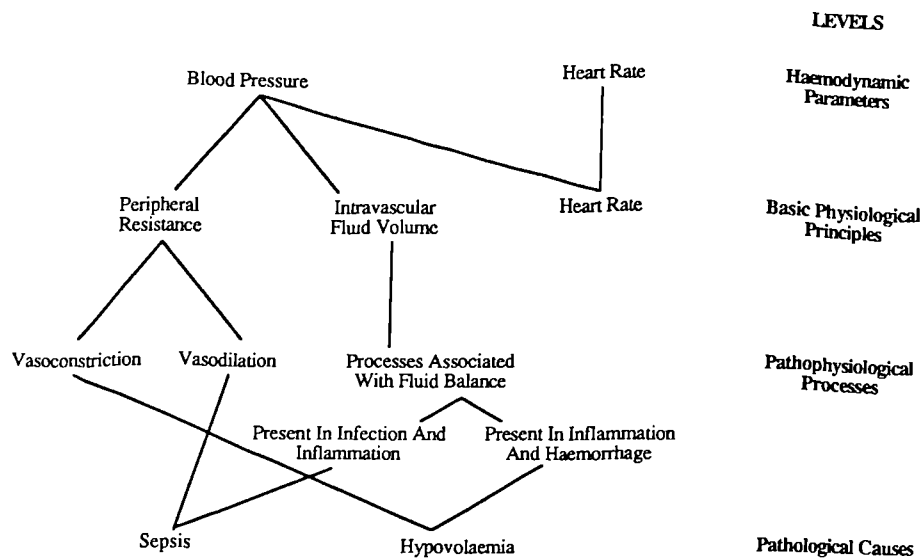 LEVELS
Blood Pressure
Heart Rate
Haemodynamic
Parameters
Peripheral
Resistance
Intravascular
Fluid Volume
Heart Rate
Basic Physiological
Principles
Vasoconstriction
Vasodilation
Processes Associated
With Fluid Balance
Pathophysiological
Processes
Present In Infection And
Inflammation
Present In Inflammation
And Haemorrhage
Sepsis
Hypovolaemia
Pathological Causes